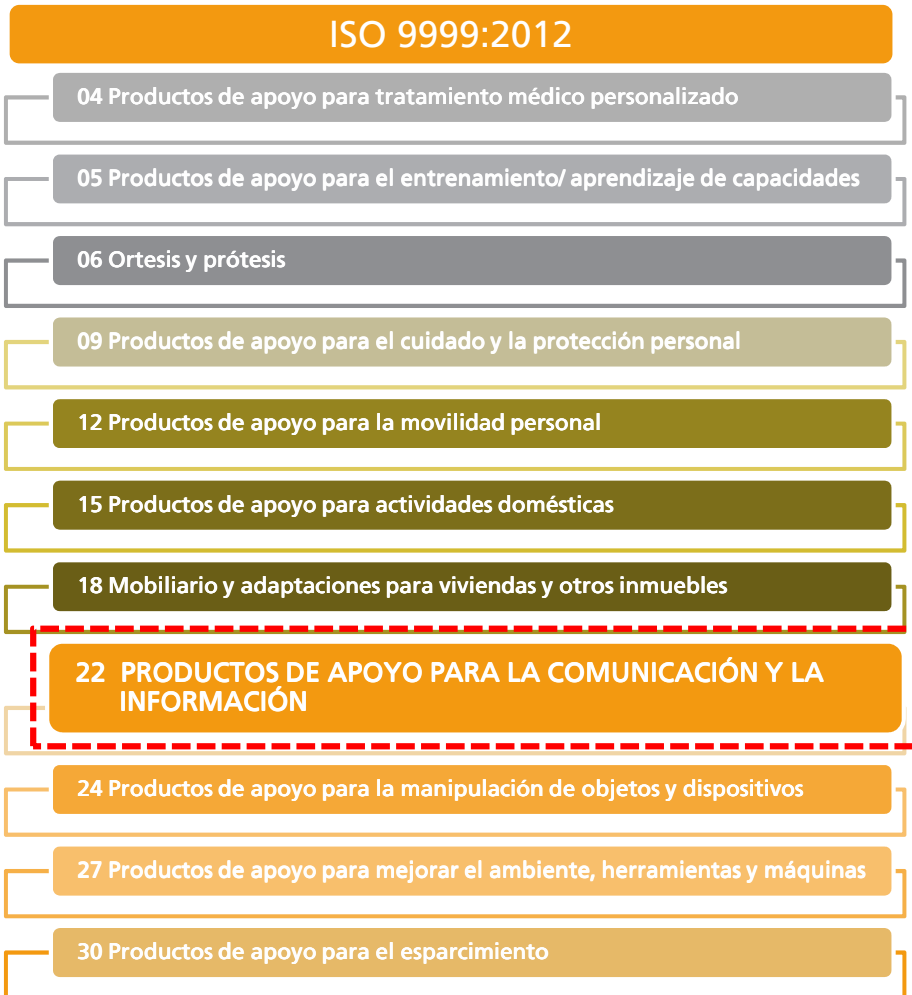 ISO 9999:2012
04 Productos de apoyo para tratamiento médico personalizado
05 Productos de apoyo para el entrenamiento/ aprendizaje de capacidades
06 Ortesis y prótesis
09 Productos de apoyo para el cuidado y la protección personal
12 Productos de apoyo para la movilidad personal
15 Productos de apoyo para actividades domésticas
18 Mobiliario y adaptaciones para viviendas y otros inmuebles
22 PRODUCTOS DE APOYO PARA LA COMUNICACIÓN Y LA
INFORMACIÓN
24 Productos de apoyo para la manipulación de objetos y dispositivos
27 Productos de apoyo para mejorar el ambiente, herramientas y máquinas
30 Productos de apoyo para el esparcimiento